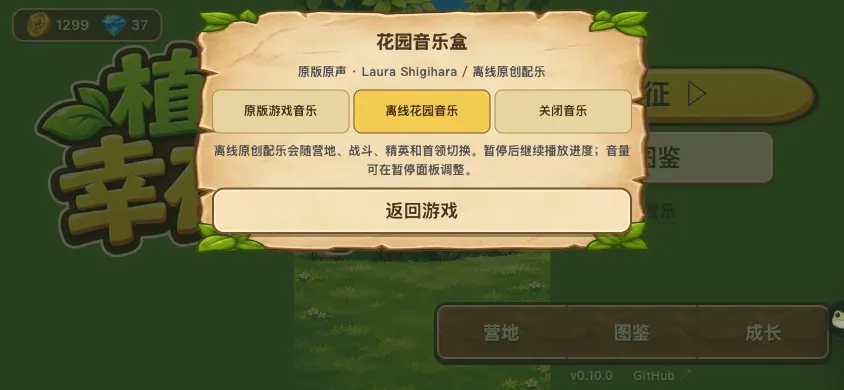 1299 37
花园音乐盒
原版原声 · Laura Shigihara / 离线原创配乐
原版游戏音乐 离线花园音乐 关闭音乐
离线原创配乐会随营地、战斗、精英和首领切换。暂停后继续播放进度；音量
可在暂停面板调整。
返回游戏
植
幸
征
图鉴
音乐
营地 图鉴 成长
v0.10.0 GitHub ↗